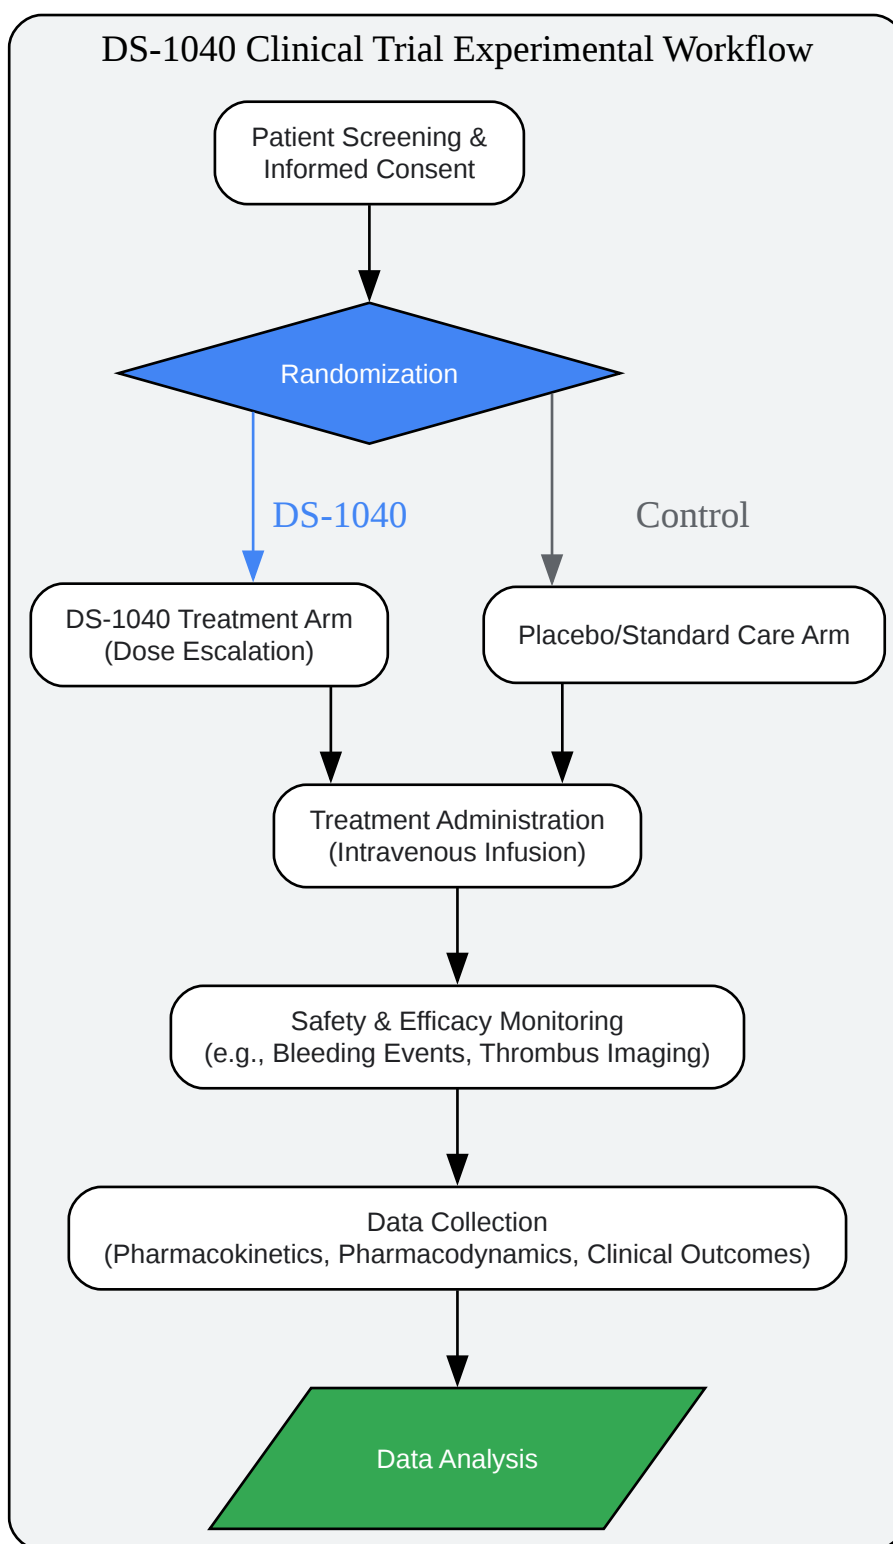 DS-1040 Clinical Trial Experimental Workflow
Patient Screening &
Informed Consent
Randomization
DS-1040
Control
DS-1040 Treatment Arm
(Dose Escalation)
Placebo/Standard Care Arm
Treatment Administration
(Intravenous Infusion)
Safety & Efficacy Monitoring
(e.g., Bleeding Events, Thrombus Imaging)
Data Collection
(Pharmacokinetics, Pharmacodynamics, Clinical Outcomes)
Data Analysis